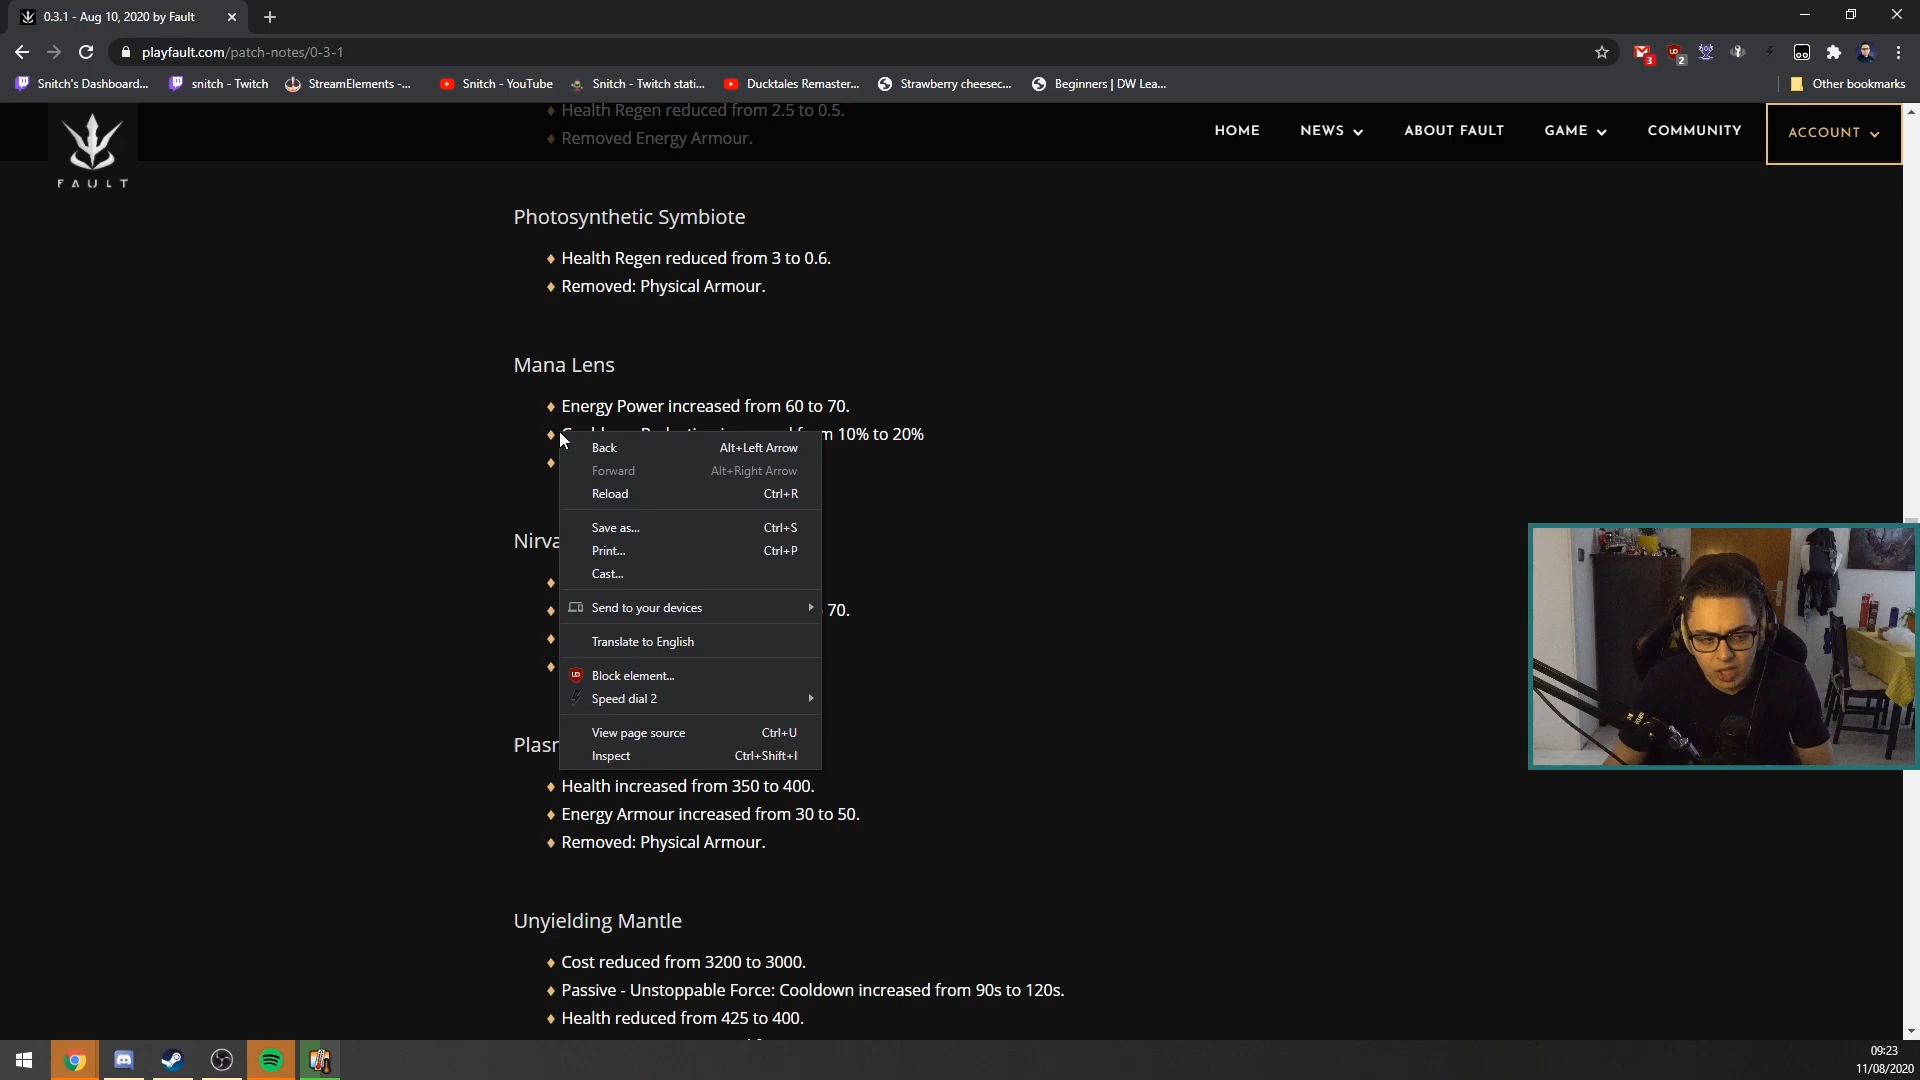 0.3.1 - Aug 10, 2020 by Fault
playfault.com/patch-notes/0-3-1
3
2
Snitch's Dashboard...
snitch - Twitch
StreamElements -...
Snitch - YouTube
Snitch - Twitch stati...
Ducktales Remaster...
Strawberry cheesec...
Beginners | DW Lea...
Other bookmarks
FAULT
HOME
NEWS
ABOUT FAULT
GAME
COMMUNITY
ACCOUNT
Health Regen reduced from 2.5 to 0.5.
Removed Energy Armour.
Photosynthetic Symbiote
Health Regen reduced from 3 to 0.6.
Removed: Physical Armour.
Mana Lens
Energy Power increased from 60 to 70.
10% to 20%
Back Alt+Left Arrow
Forward Alt+Right Arrow
Reload Ctrl+R
Save as... Ctrl+S
Print... Ctrl+P
Cast...
Send to your devices
Translate to English
Block element...
Speed dial 2
View page source Ctrl+U
Inspect Ctrl+Shift+I
Nirva
70.
Plasm
Health increased from 350 to 400.
Energy Armour increased from 30 to 50.
Removed: Physical Armour.
Unyielding Mantle
Cost reduced from 3200 to 3000.
Passive - Unstoppable Force: Cooldown increased from 90s to 120s.
Health reduced from 425 to 400.
09:23
11/08/2020